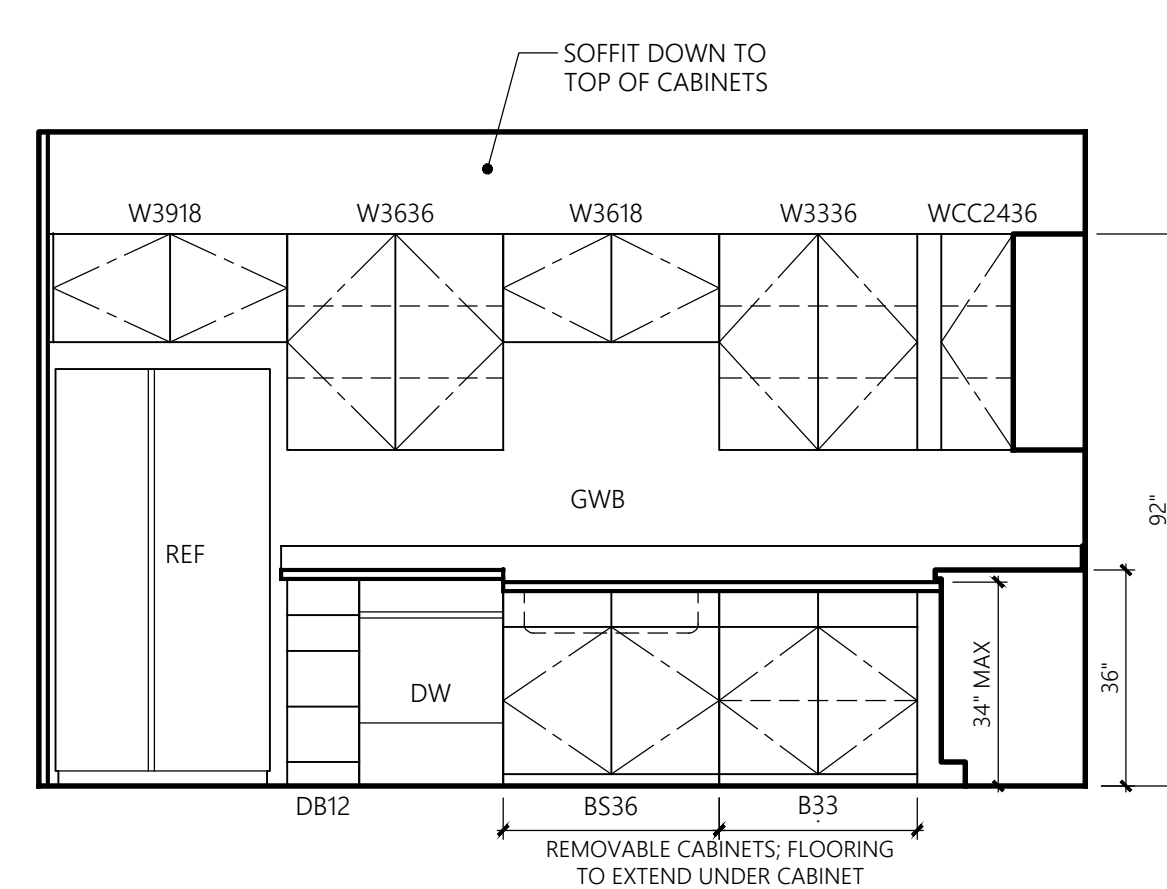 SOFFIT DOWN TO
TOP OF CABINETS
W3918
W3636
W3618
W3336
WCC2436
GWB
92"
REF
DW
34" MAX
36"
DB12
BS36
B33
REMOVABLE CABINETS; FLOORING
TO EXTEND UNDER CABINET